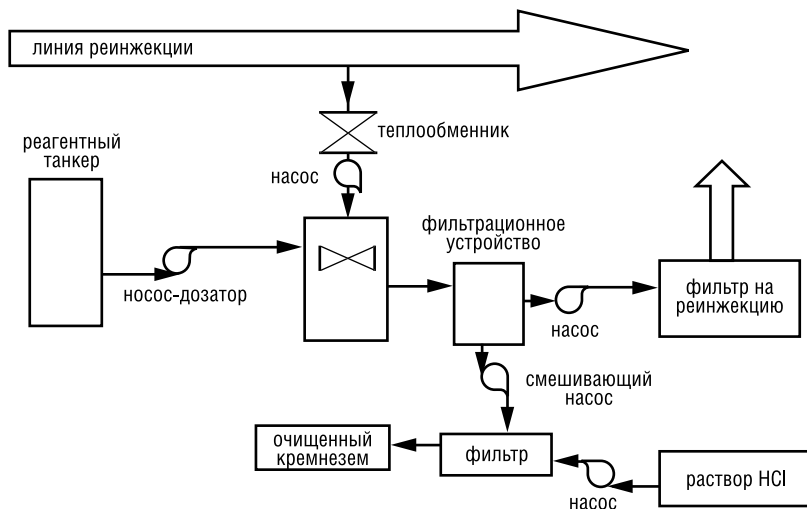 линия реинжекции
теплообменник
реагентный
танкер
насос
фильтрационное
устройство
носос-дозатор
насос
фильтр на
реинжекцию
смешивающий
насос
очищенный
кремнезем
фильтр
насос
раствор HCl